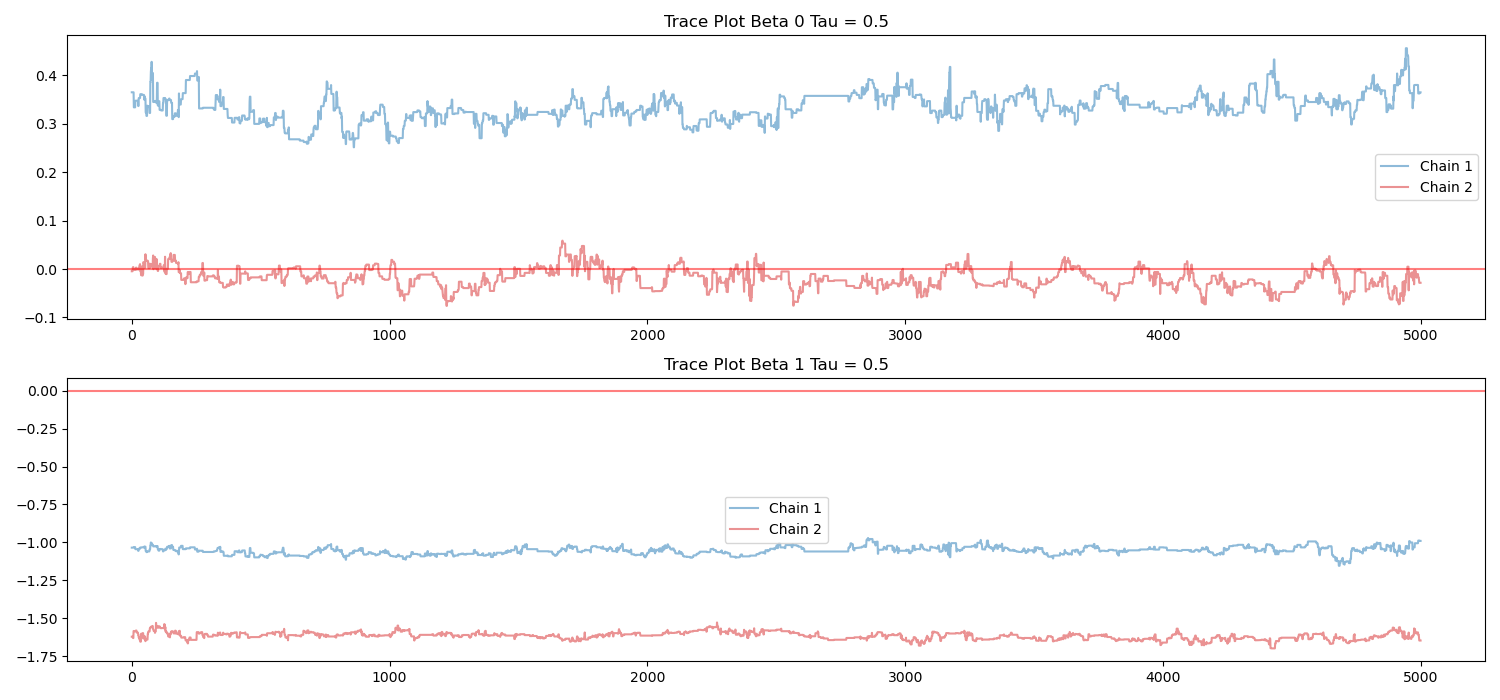 Trace Plot Beta 0 Tau = 0.5
0.4
0.3
0.2
0.1
0.0
−0.1
Chain 1
Chain 2
0 1000 2000 3000 4000 5000
Trace Plot Beta 1 Tau = 0.5
0.00
−0.25
−0.50
−0.75
−1.00
−1.25
−1.50
−1.75
Chain 1
Chain 2
0 1000 2000 3000 4000 5000